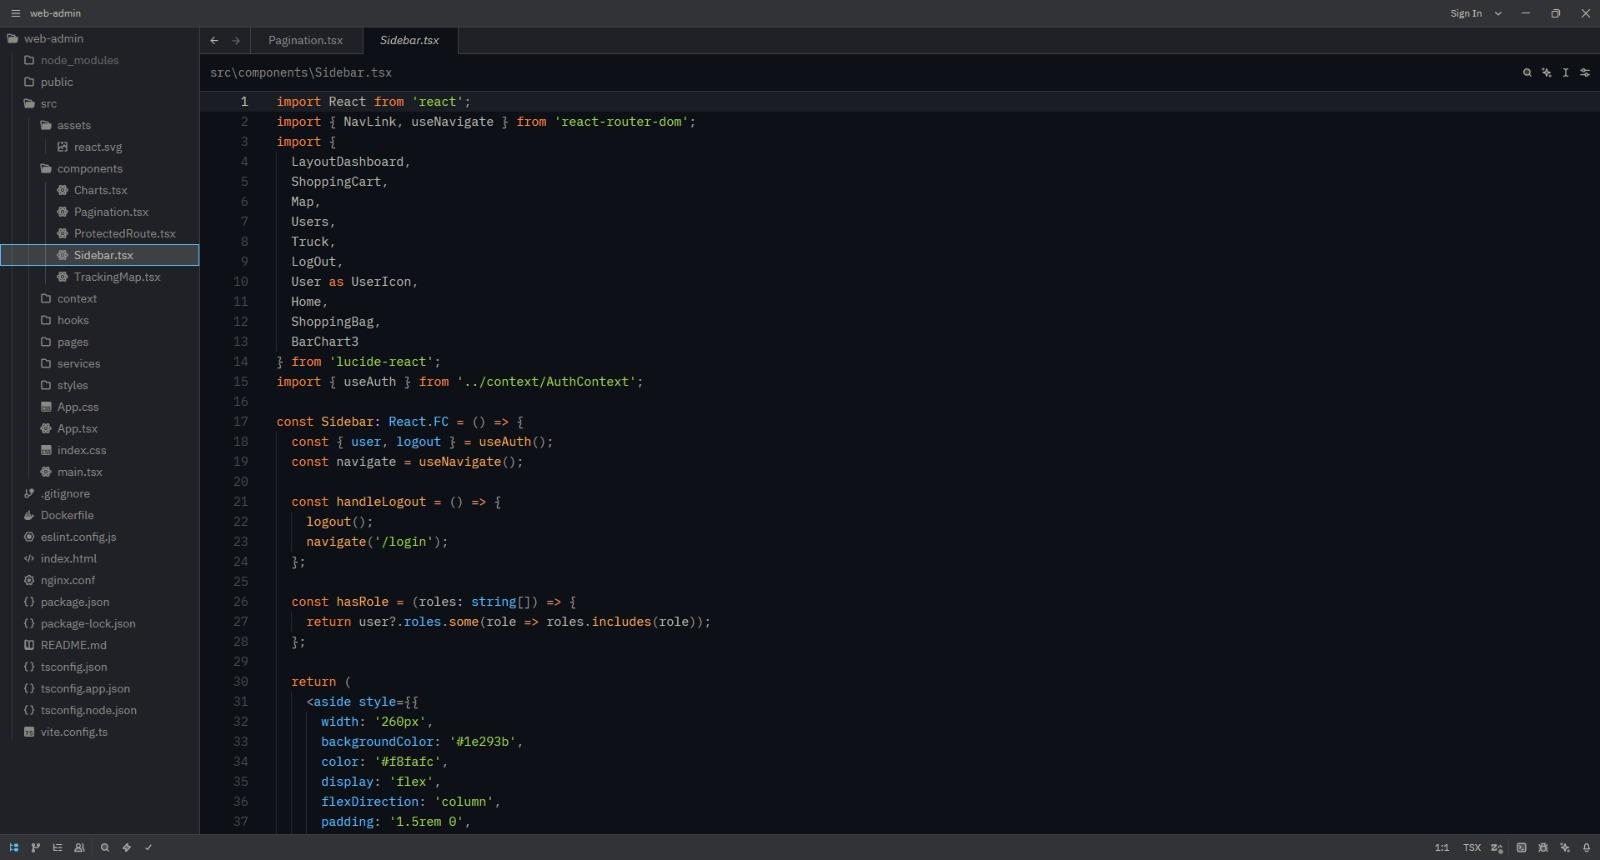 web-admin
Sign In
web-admin
node_modules
public
src
assets
react.svg
components
Charts.tsx
Pagination.tsx
ProtectedRoute.tsx
Sidebar.tsx
TrackingMap.tsx
context
hooks
pages
services
styles
App.css
App.tsx
index.css
main.tsx
.gitignore
Dockerfile
eslint.config.js
index.html
nginx.conf
package.json
package-lock.json
README.md
tsconfig.json
tsconfig.app.json
tsconfig.node.json
vite.config.ts
Pagination.tsx
Sidebar.tsx
src\components\Sidebar.tsx
1 import React from 'react';
2 import { NavLink, useNavigate } from 'react-router-dom';
3 import {
4 LayoutDashboard,
5 ShoppingCart,
6 Map,
7 Users,
8 Truck,
9 LogOut,
10 User as UserIcon,
11 Home,
12 ShoppingBag,
13 BarChart3
14 } from 'lucide-react';
15 import { useAuth } from '../context/AuthContext';
16
17 const Sidebar: React.FC = () => {
18 const { user, logout } = useAuth();
19 const navigate = useNavigate();
20
21 const handleLogout = () => {
22 logout();
23 navigate('/login');
24 };
25
26 const hasRole = (roles: string[]) => {
27 return user?.roles.some(role => roles.includes(role));
28 };
29
30 return (
31 <aside style={{
32 width: '260px',
33 backgroundColor: '#1e293b',
34 color: '#f8fafc',
35 display: 'flex',
36 flexDirection: 'column',
37 padding: '1.5rem 0',
1:1
TSX